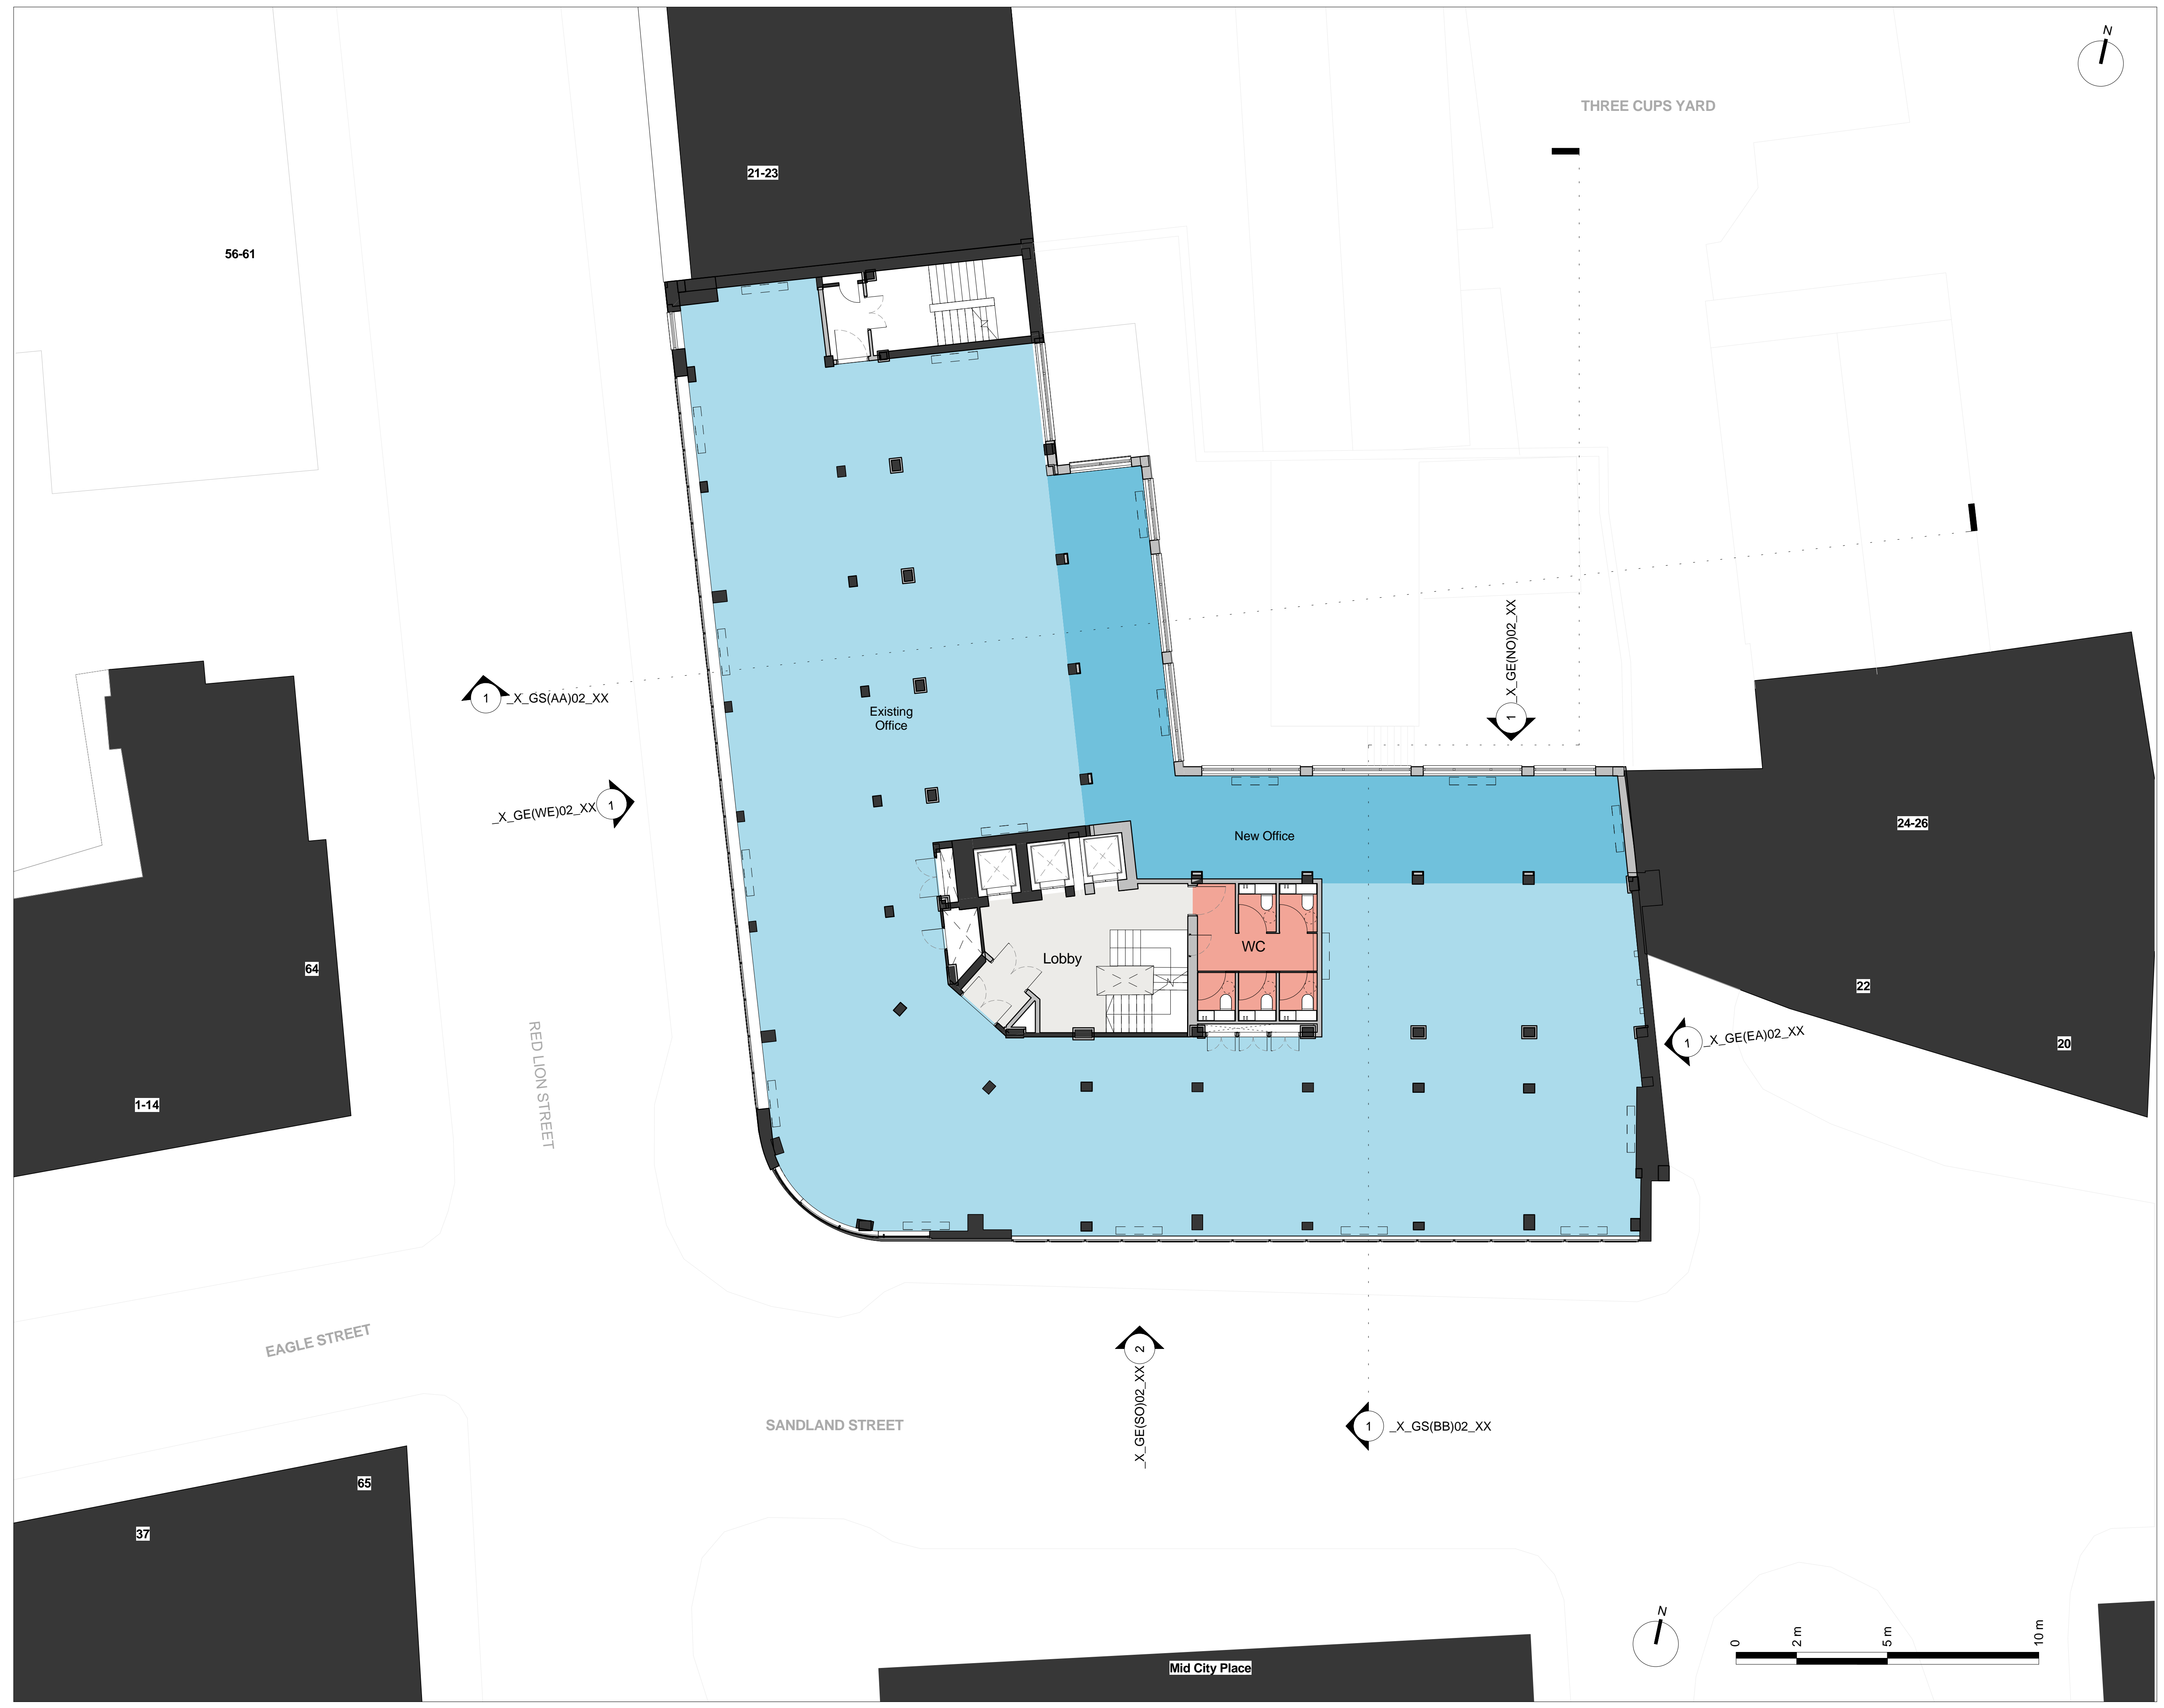 N
THREE CUPS YARD
21-23
56-61
_X_GE(NO)02_XX
1
1
_X_GS(AA)02_XX
Existing
Office
_X_GE(WE)02_XX
1
New Office
24-26
WC
Lobby
64
22
RED LION STREET
1
_X_GE(EA)02_XX
20
1-14
EAGLE STREET
2
_X_GE(SO)02_XX
SANDLAND STREET
1
_X_GS(BB)02_XX
65
37
N
0
2 m
5 m
10 m
Mid City Place